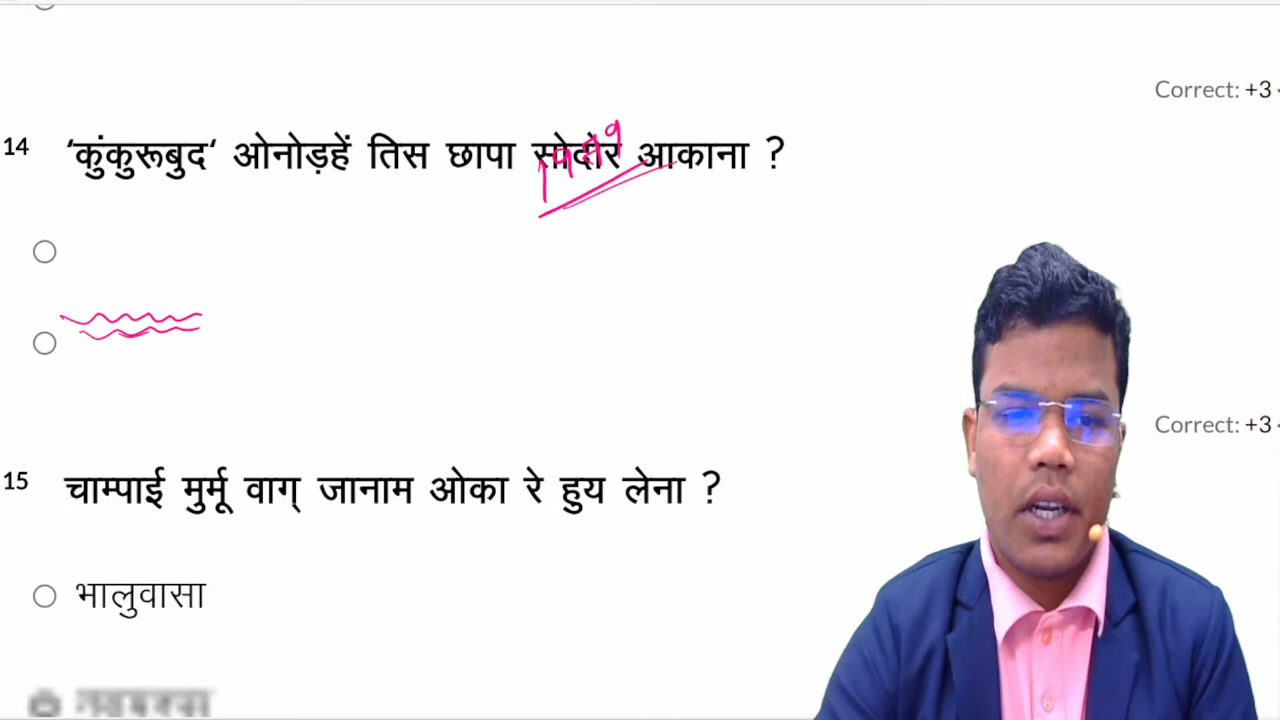 Correct: +3
14 ‘कुंकुरूबुद‘ ओनोड़हें तिस छापा सोदोर आकाना ?
Correct: +3
15 चाम्पाई मुर्मू वाग् जानाम ओका रे हुय लेना ?
भालुवासा